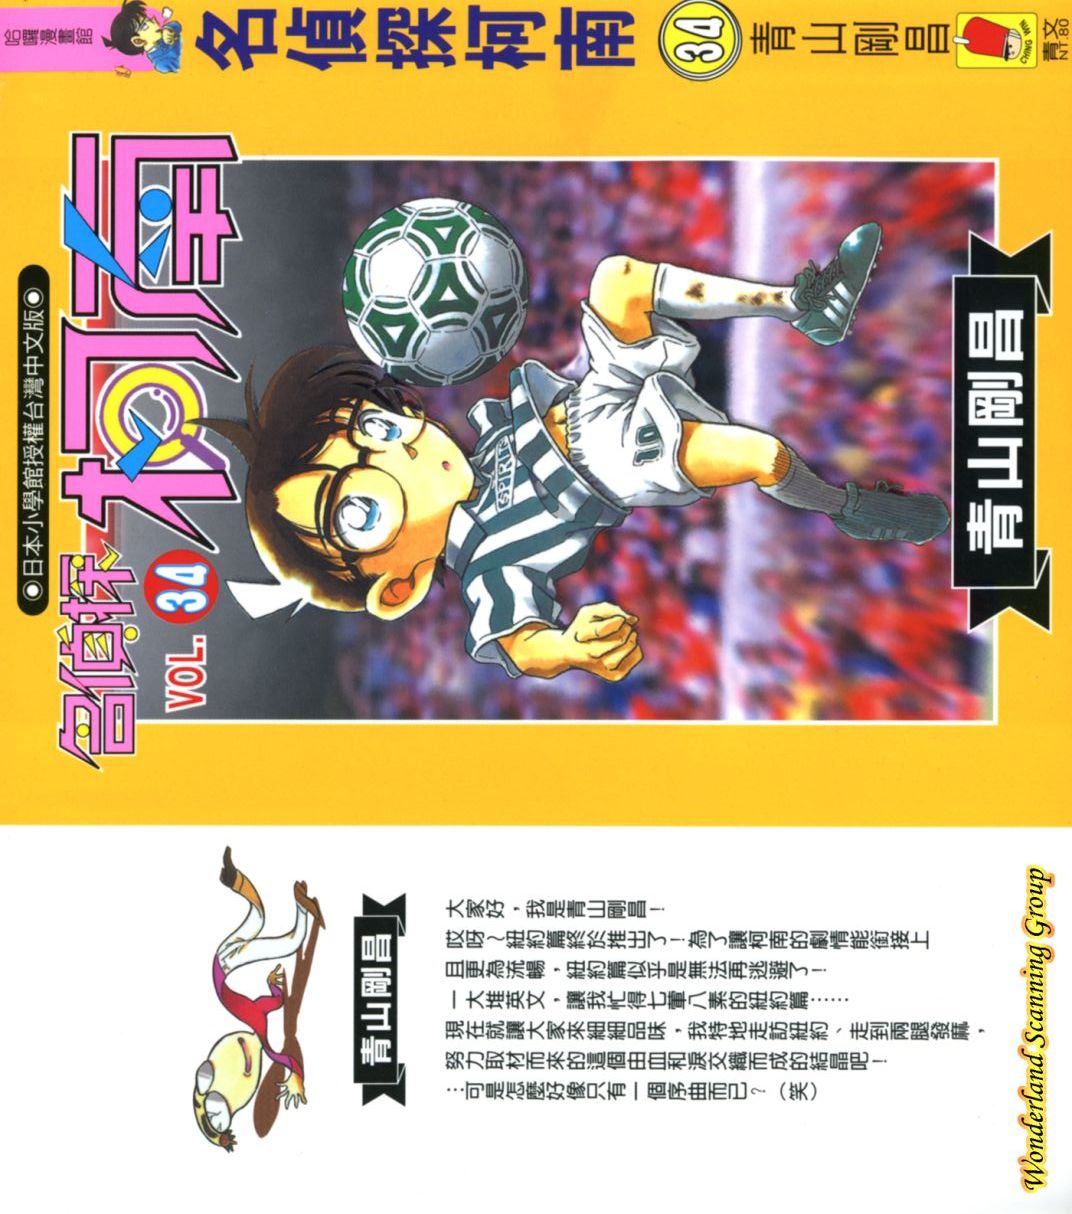 哈囉漫畫館
名偵探柯南
34
青山剛昌
CHING WIN
青文
NT.80
◉日本小學館授權台灣中文版◉
名偵探
柯南
VOL. 34
SPIRITS
10
青山剛昌
青山剛昌
大家好，我是青山剛昌！
哎呀～紐約篇終於推出了！為了讓柯南的劇情能銜接上
且更為流暢，紐約篇似乎是無法再逃避了！
一大堆英文，讓我忙得七葷八素的紐約篇……
現在就讓大家來細細品味，我特地走訪紐約、走到兩腿發麻，
努力取材而來的這個由血和淚交織而成的結晶吧！
…可是怎麼好像只有一個序曲而已？（笑）
Wonderland Scanning Group